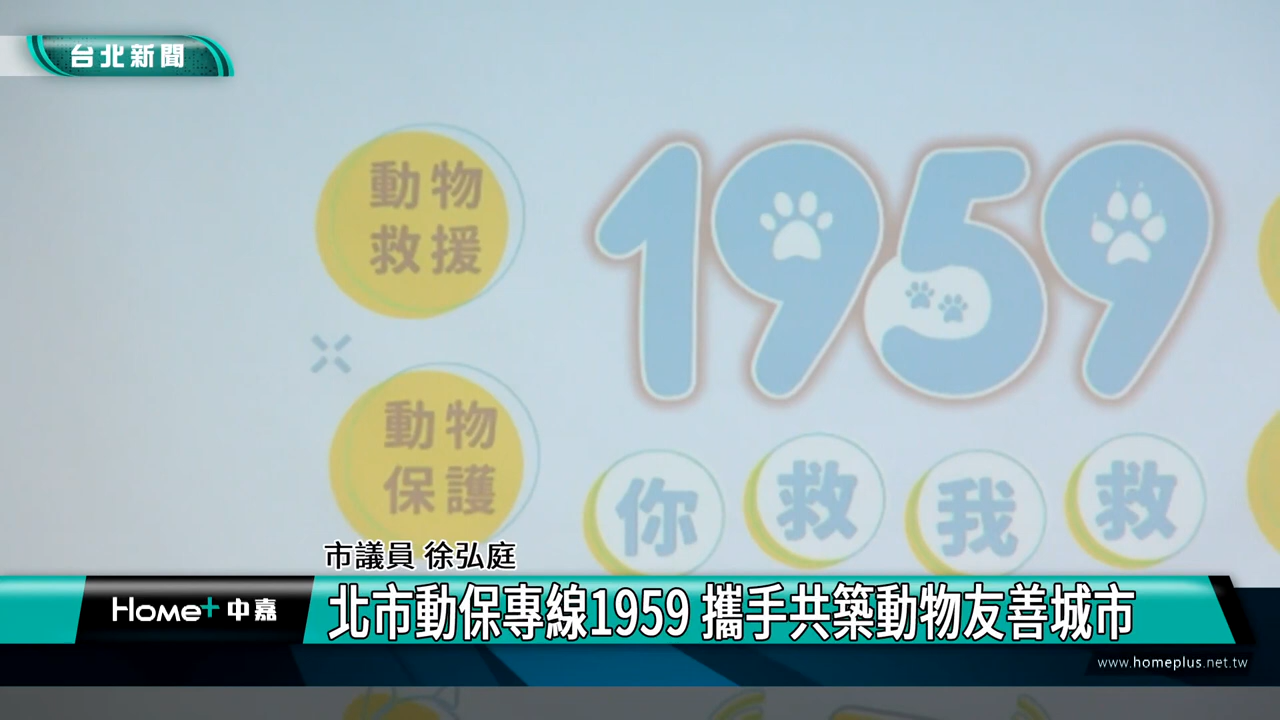 台北新聞
動物
救援
1959
動物
保護
你救我救
市議員 徐弘庭
Home+中嘉
北市動保專線1959 攜手共築動物友善城市
www.homeplus.net.tw